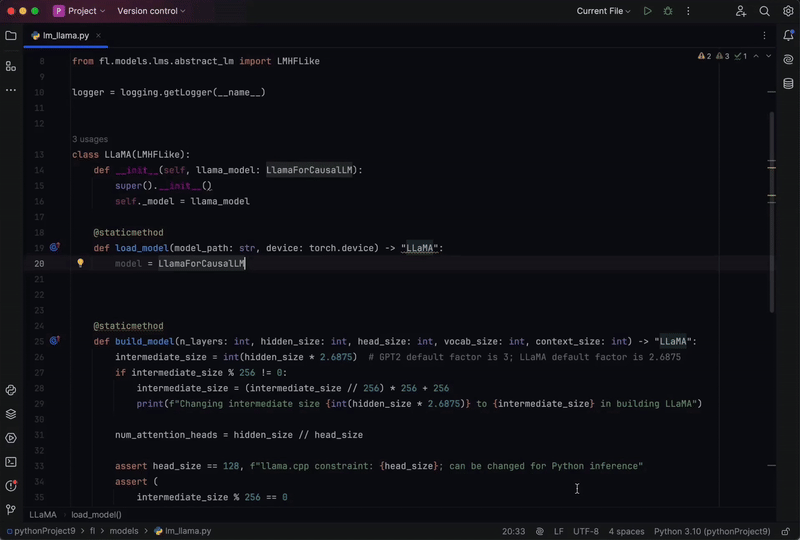 P Project Version control Current File
lm_llama.py
2 3 1
8 from fl.models.lms.abstract_lm import LMHFLike
9
10 logger = logging.getLogger(__name__)
11
12
3 usages
13 class LLaMA(LMHFLike):
14 def __init__(self, llama_model: LlamaForCausalLM):
15 super().__init__()
16 self._model = llama_model
17
18 @staticmethod
19 def load_model(model_path: str, device: torch.device) -> "LLaMA":
20 model = LlamaForCausalLM
21
22
23
24 @staticmethod
25 def build_model(n_layers: int, hidden_size: int, head_size: int, vocab_size: int, context_size: int) -> "LLaMA":
26 intermediate_size = int(hidden_size * 2.6875) # GPT2 default factor is 3; LLaMA default factor is 2.6875
27 if intermediate_size % 256 != 0:
28 intermediate_size = (intermediate_size // 256) * 256 + 256
29 print(f"Changing intermediate size {int(hidden_size * 2.6875)} to {intermediate_size} in building LLaMA")
30
31 num_attention_heads = hidden_size // head_size
32
33 assert head_size == 128, f"llama.cpp constraint: {head_size}; can be changed for Python inference"
34 assert (
35 intermediate_size % 256 == 0
LLaMA load_model()
pythonProject9 fl models lm_llama.py 20:33 LF UTF-8 4 spaces Python 3.10 (pythonProject9)